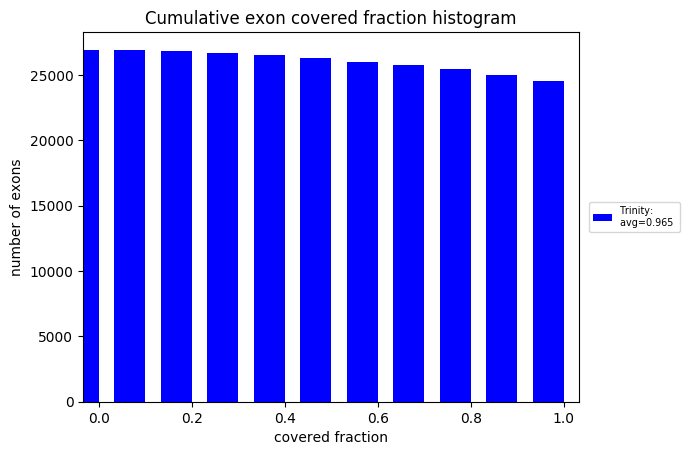 Cumulative exon covered fraction histogram
number of exons
25000
20000
15000
10000
5000
0
0.0 0.2 0.4 0.6 0.8 1.0
covered fraction
Trinity:
avg=0.965